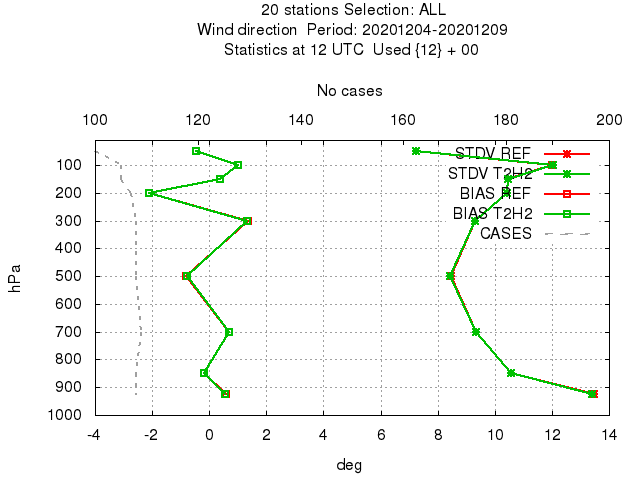 20 stations Selection: ALL
Wind direction  Period: 20201204-20201209
Statistics at 12 UTC  Used {12} + 00
No cases
100 120 140 160 180 200
STDV REF
STDV T2H2
BIAS REF
BIAS T2H2
CASES
hPa
100
200
300
400
500
600
700
800
900
1000
-4 -2 0 2 4 6 8 10 12 14
deg